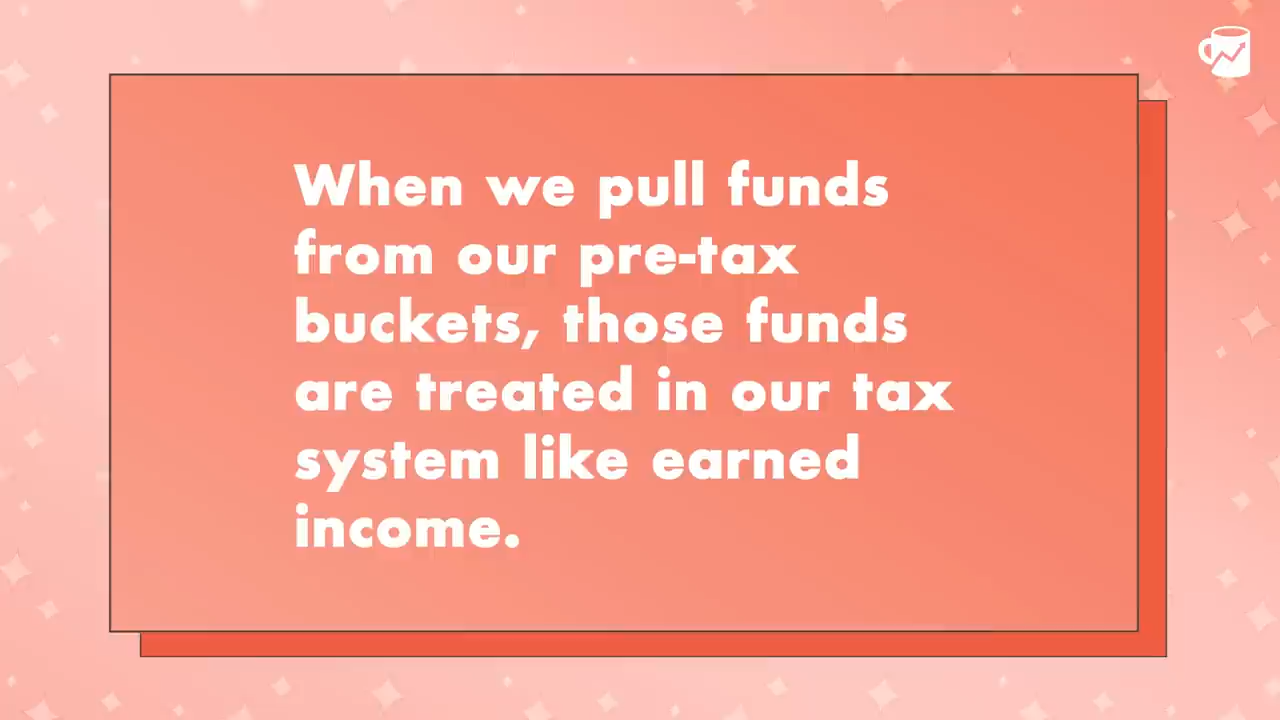 When we pull funds
from our pre-tax
buckets, those funds
are treated in our tax
system like earned
income.